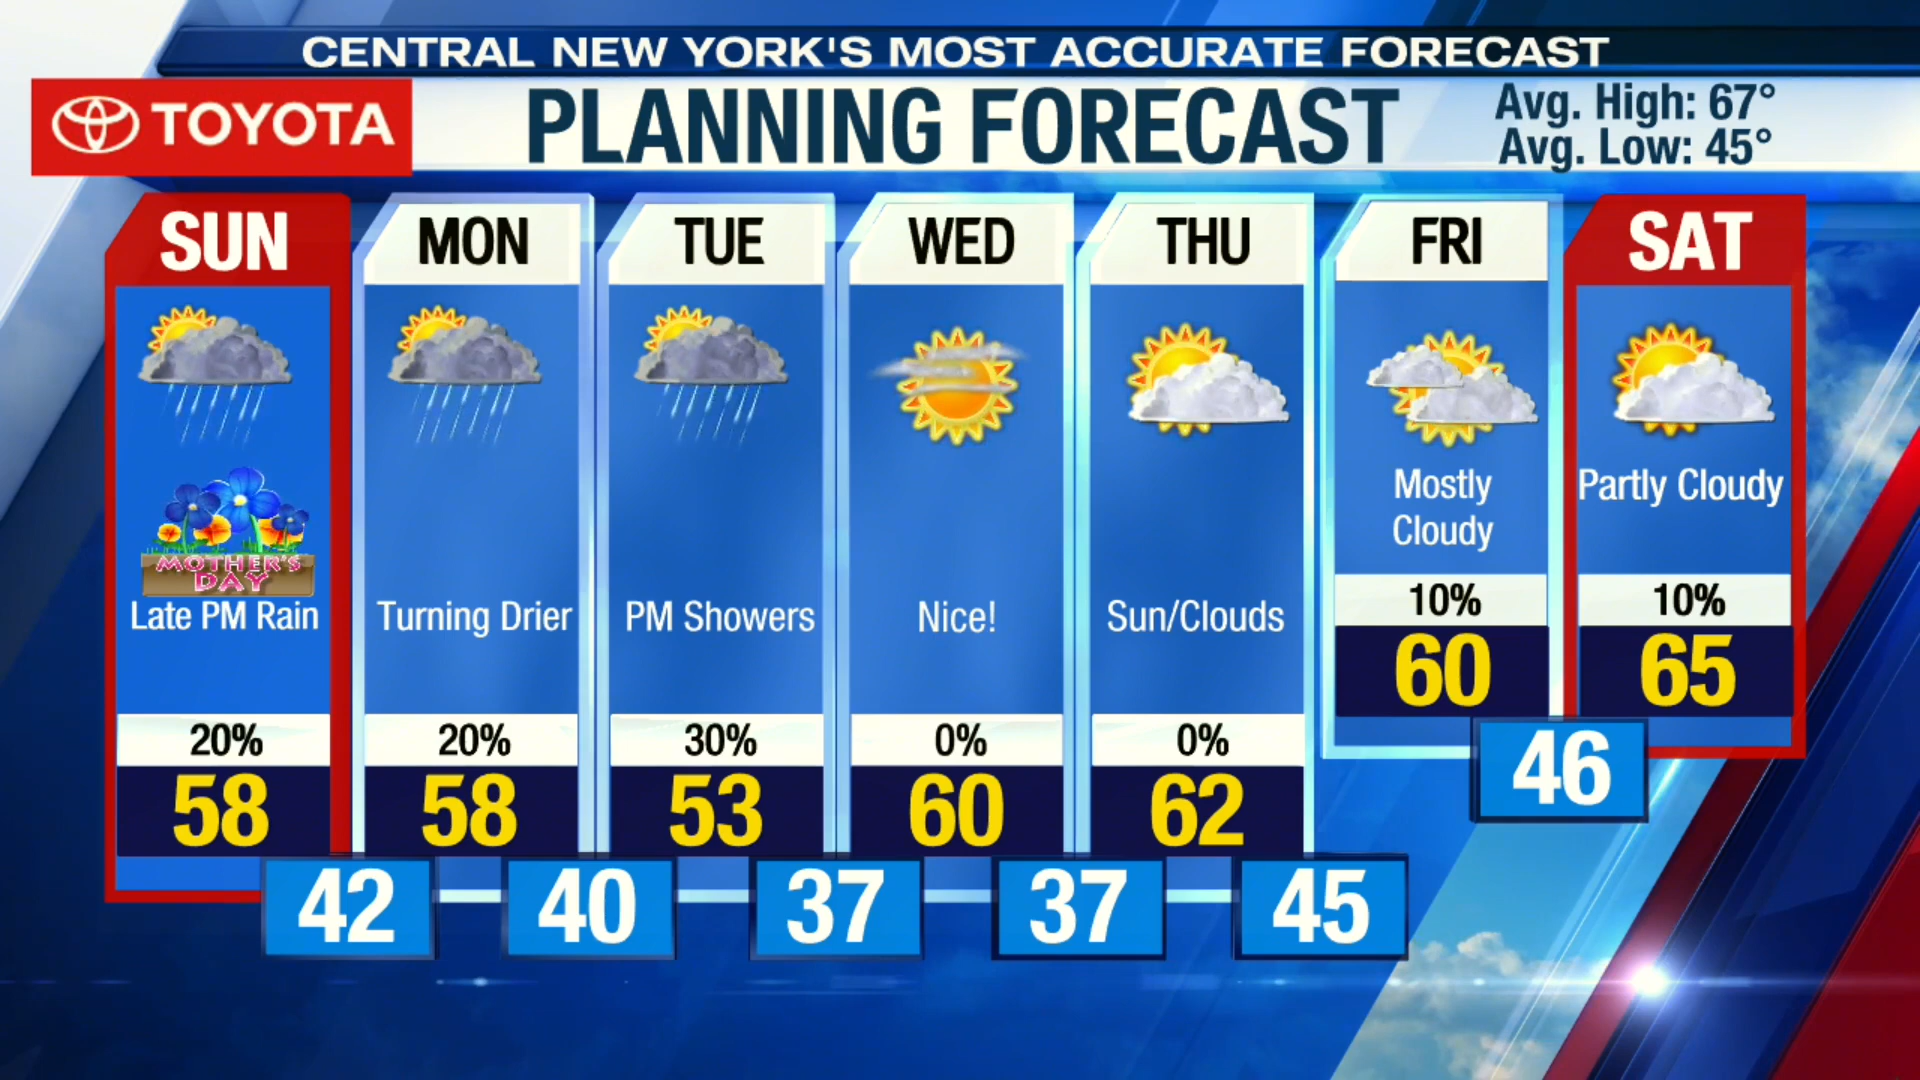 CENTRAL NEW YORK'S MOST ACCURATE FORECAST
TOYOTA
PLANNING FORECAST
Avg. High: 67°
Avg. Low: 45°
SUN
MOTHER'S
DAY
Late PM Rain
20%
58
42
MON
Turning Drier
20%
58
40
TUE
PM Showers
30%
53
37
WED
Nice!
0%
60
37
THU
Sun/Clouds
0%
62
45
FRI
Mostly
Cloudy
10%
60
46
SAT
Partly Cloudy
10%
65